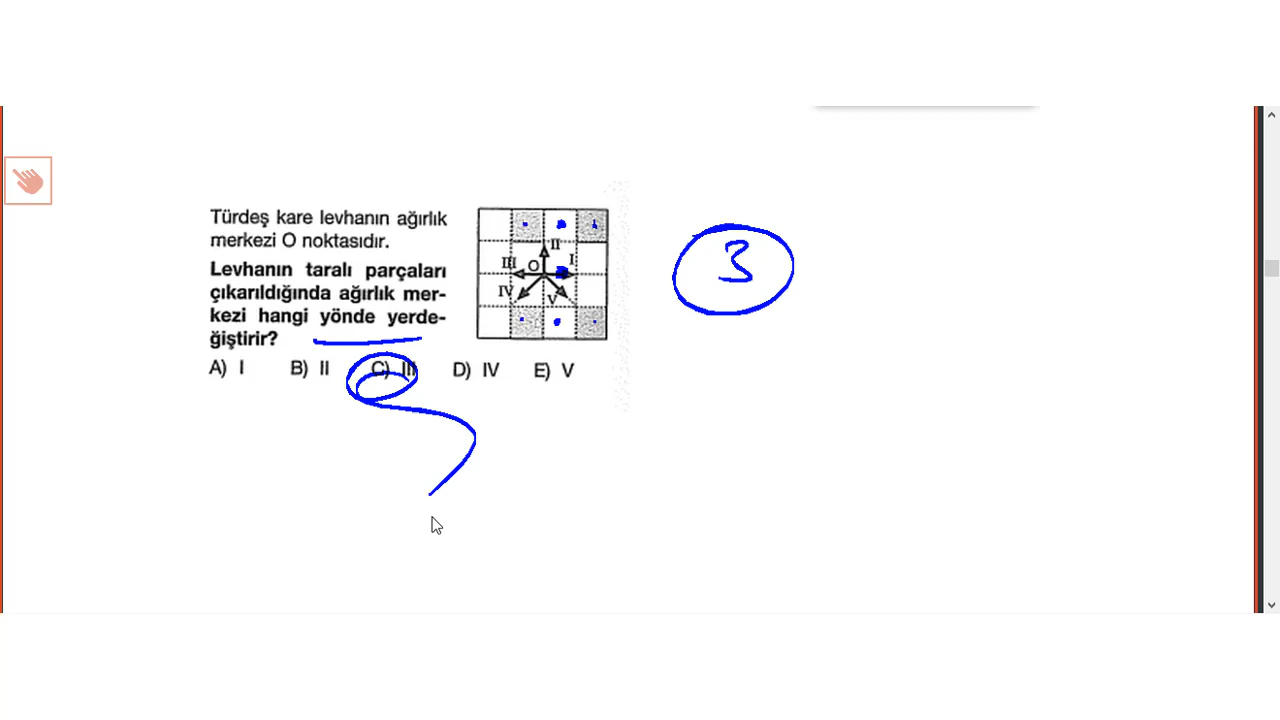 Türdeş kare levhanın ağırlık
merkezi O noktasıdır.
Levhanın taralı parçaları
çıkarıldığında ağırlık mer-
kezi hangi yönde yerde-
ğiştirir?
A) I B) II C) III D) IV E) V
II
III O I
IV V
3